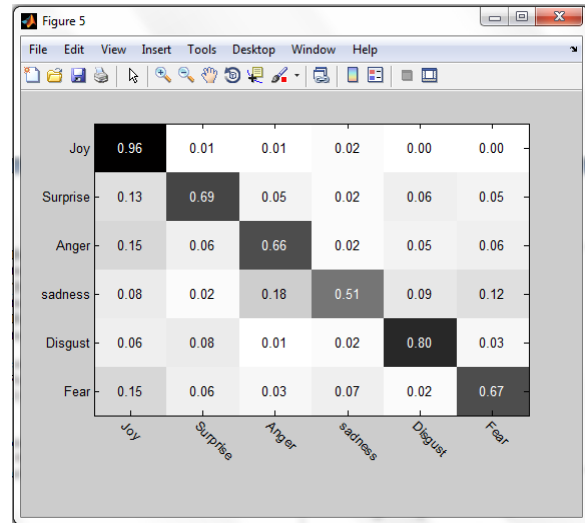 Figure 5
File Edit View Insert Tools Desktop Window Help
Joy 0.96 0.01 0.01 0.02 0.00 0.00
Surprise 0.13 0.69 0.05 0.02 0.06 0.05
Anger 0.15 0.06 0.66 0.02 0.05 0.06
sadness 0.08 0.02 0.18 0.51 0.09 0.12
Disgust 0.06 0.08 0.01 0.02 0.80 0.03
Fear 0.15 0.06 0.03 0.07 0.02 0.67
Joy Surprise Anger sadness Disgust Fear